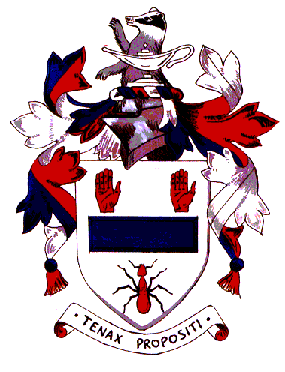 · TENAX PROPOSITI ·